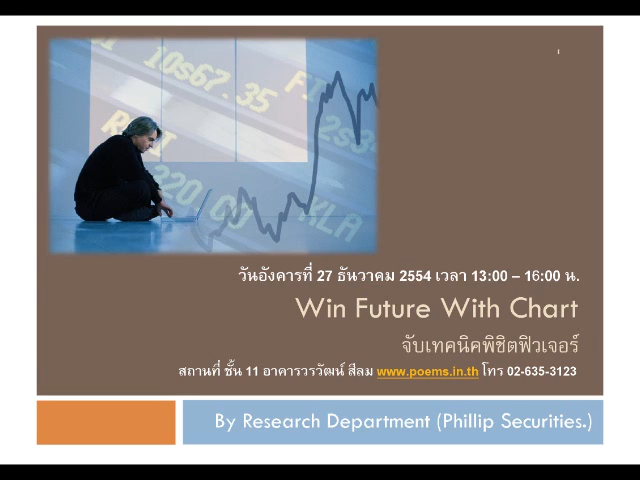 10s67.35
วันอังคารที่ 27 ธันวาคม 2554 เวลา 13:00 – 16:00 น.
Win Future With Chart
จับเทคนิคพิชิตฟิวเจอร์
สถานที่ ชั้น 11 อาคารวรวัฒน์ สีลม www.poems.in.th โทร 02-635-3123
By Research Department (Phillip Securities.)